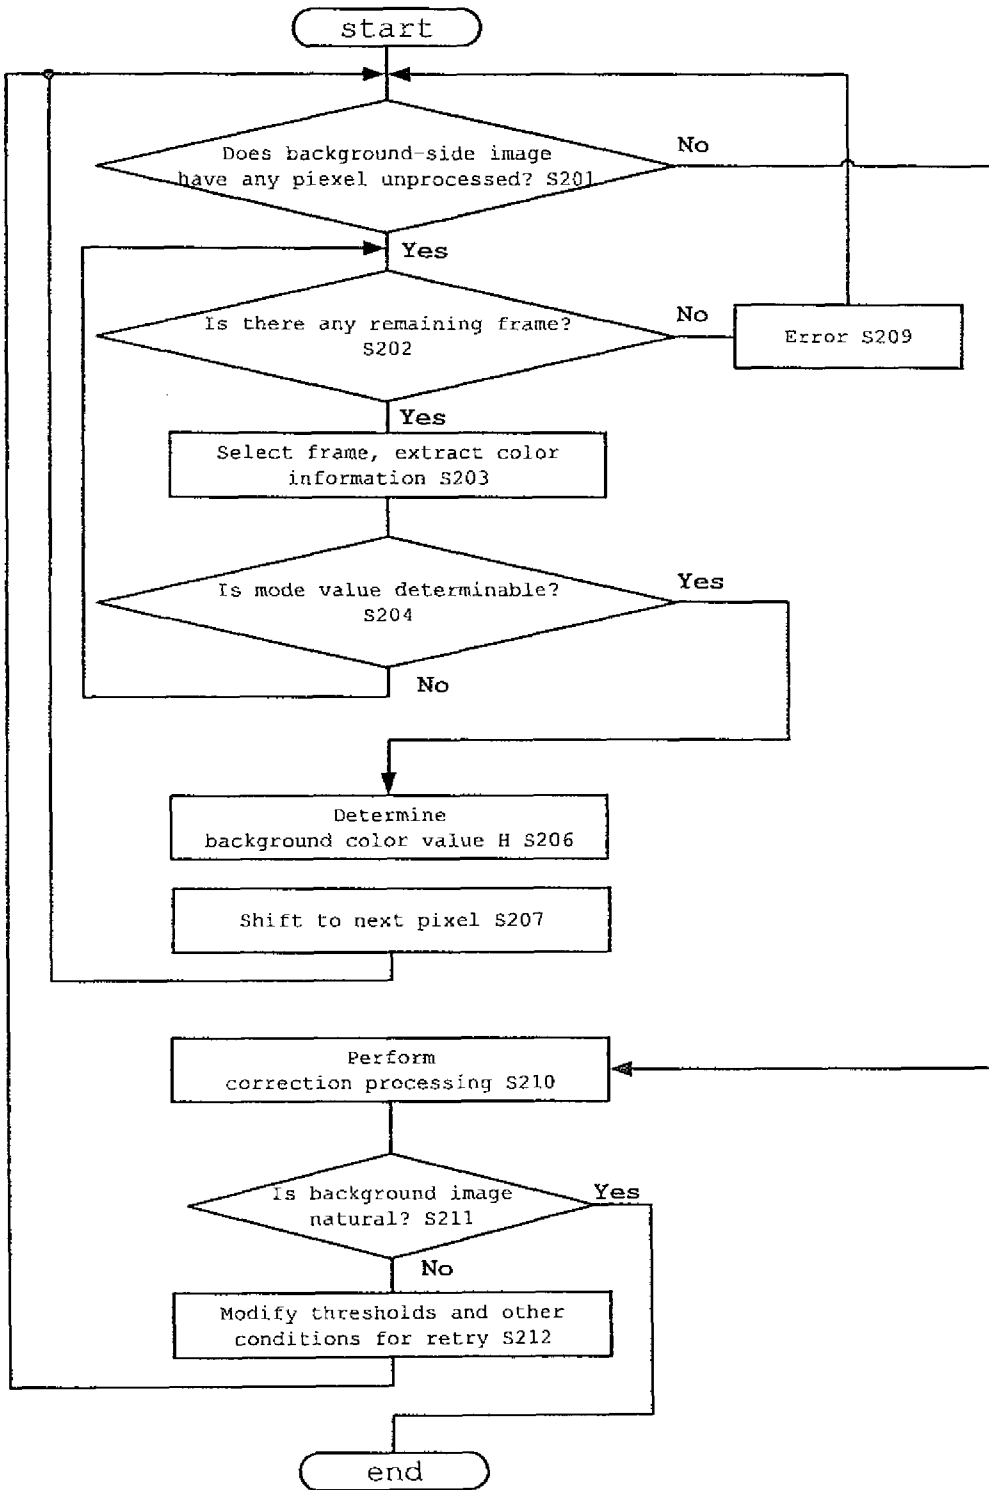 start
Does background-side image
No
have any piexel unprocessed? S201
Yes
Is there any remaining frame?
S202
No
Error S209
Yes
Select frame, extract color
information S203
Is mode value determinable?
S204
Yes
No
Determine
background color value H S206
Shift to next pixel S207
Perform
correction processing S210
Is background image
natural? S211
Yes
No
Modify thresholds and other
conditions for retry S212
end